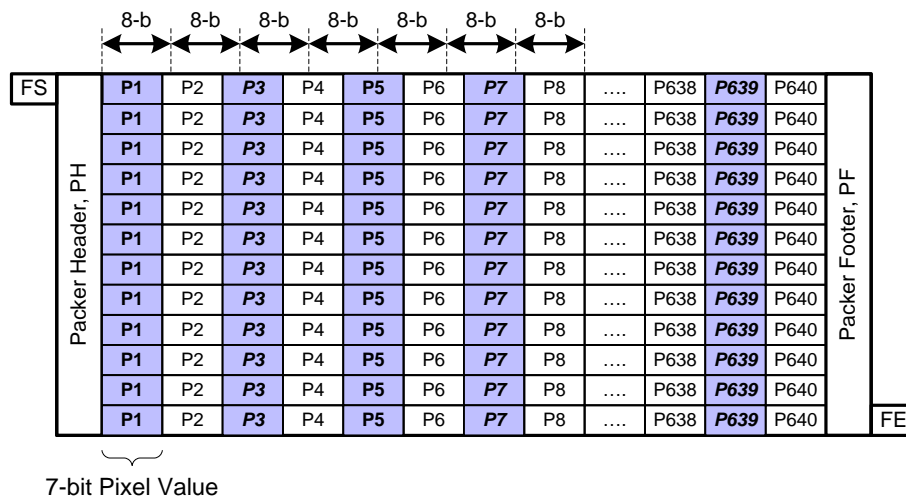 8-b 8-b 8-b 8-b 8-b 8-b 8-b
FS P1 P2 P3 P4 P5 P6 P7 P8 .... P638 P639 P640
P1 P2 P3 P4 P5 P6 P7 P8 .... P638 P639 P640
P1 P2 P3 P4 P5 P6 P7 P8 .... P638 P639 P640
P1 P2 P3 P4 P5 P6 P7 P8 .... P638 P639 P640
P1 P2 P3 P4 P5 P6 P7 P8 .... P638 P639 P640
P1 P2 P3 P4 P5 P6 P7 P8 .... P638 P639 P640
P1 P2 P3 P4 P5 P6 P7 P8 .... P638 P639 P640
P1 P2 P3 P4 P5 P6 P7 P8 .... P638 P639 P640
P1 P2 P3 P4 P5 P6 P7 P8 .... P638 P639 P640
P1 P2 P3 P4 P5 P6 P7 P8 .... P638 P639 P640
P1 P2 P3 P4 P5 P6 P7 P8 .... P638 P639 P640
P1 P2 P3 P4 P5 P6 P7 P8 .... P638 P639 P640 FE
Packer Header, PH
Packer Footer, PF
7-bit Pixel Value